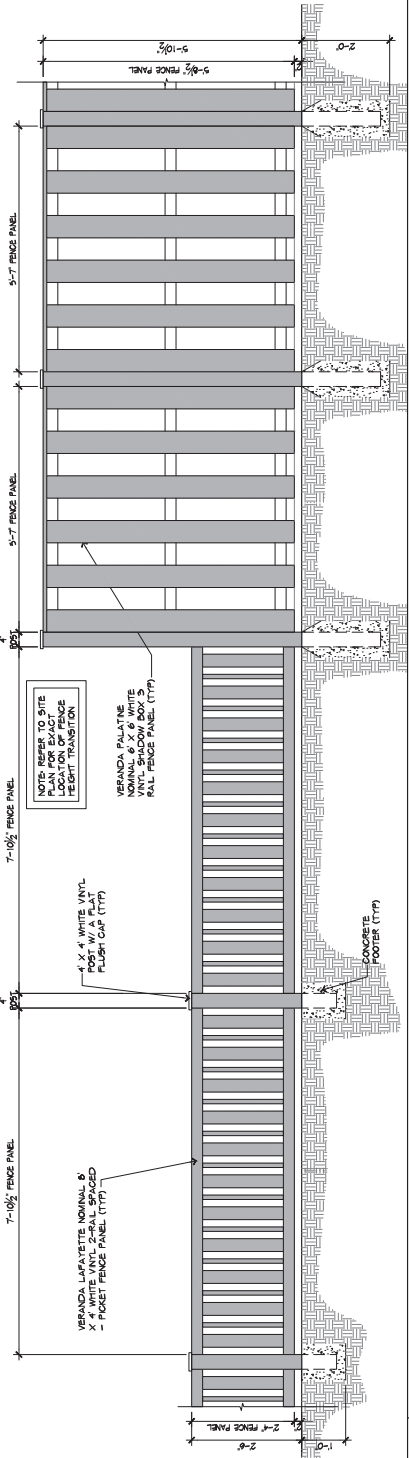 7'-10½" FENCE PANEL
4"
POST
7'-10½" FENCE PANEL
4"
POST
5'-7" FENCE PANEL
5'-7" FENCE PANEL
VERANDA LAFAYETTE NOMINAL 8'
X 4' WHITE VINYL 2-RAIL SPACED
- PICKET FENCE PANEL (TYP)
4" X 4" WHITE VINYL
POST W/ A FLAT
FLUSH CAP (TYP)
NOTE: REFER TO SITE
PLAN FOR EXACT
LOCATION OF FENCE
HEIGHT TRANSITION
VERANDA PALATINE
NOMINAL 6' X 6' WHITE
VINYL SHADOW BOX 3
RAIL FENCE PANEL (TYP)
CONCRETE
FOOTER (TYP)
2'-6"
2'-4" FENCE PANEL
2"
1'-0"
5'-8½" FENCE PANEL
5'-10½"
2"
2'-0"